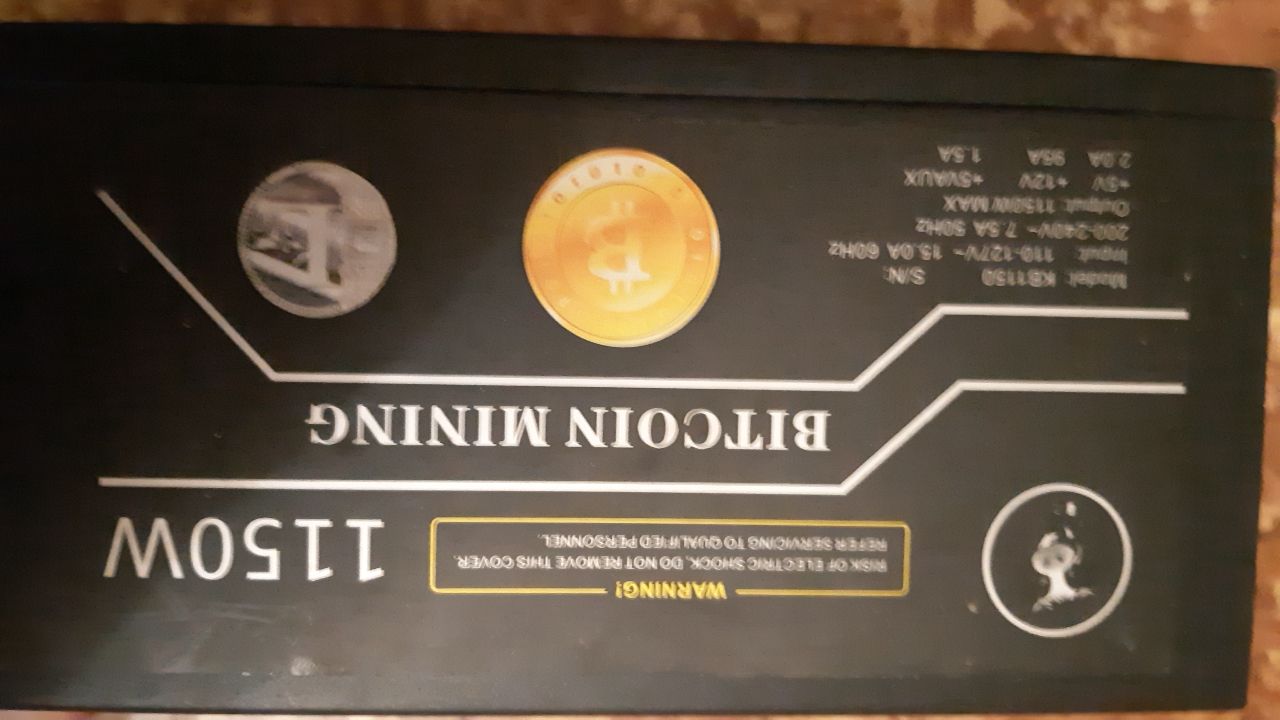 WARNING!
RISK OF ELECTRIC SHOCK. DO NOT REMOVE THIS COVER.
REFER SERVICING TO QUALIFIED PERSONNEL.
1150W
BITCOIN MINING
Model: KB1150 S/N:
Input: 110-127V~ 15.0A 60Hz
200-240V~ 7.5A 50Hz
Output: 1150W MAX
+5V +12V +5VAUX
2.0A 95A 1.5A